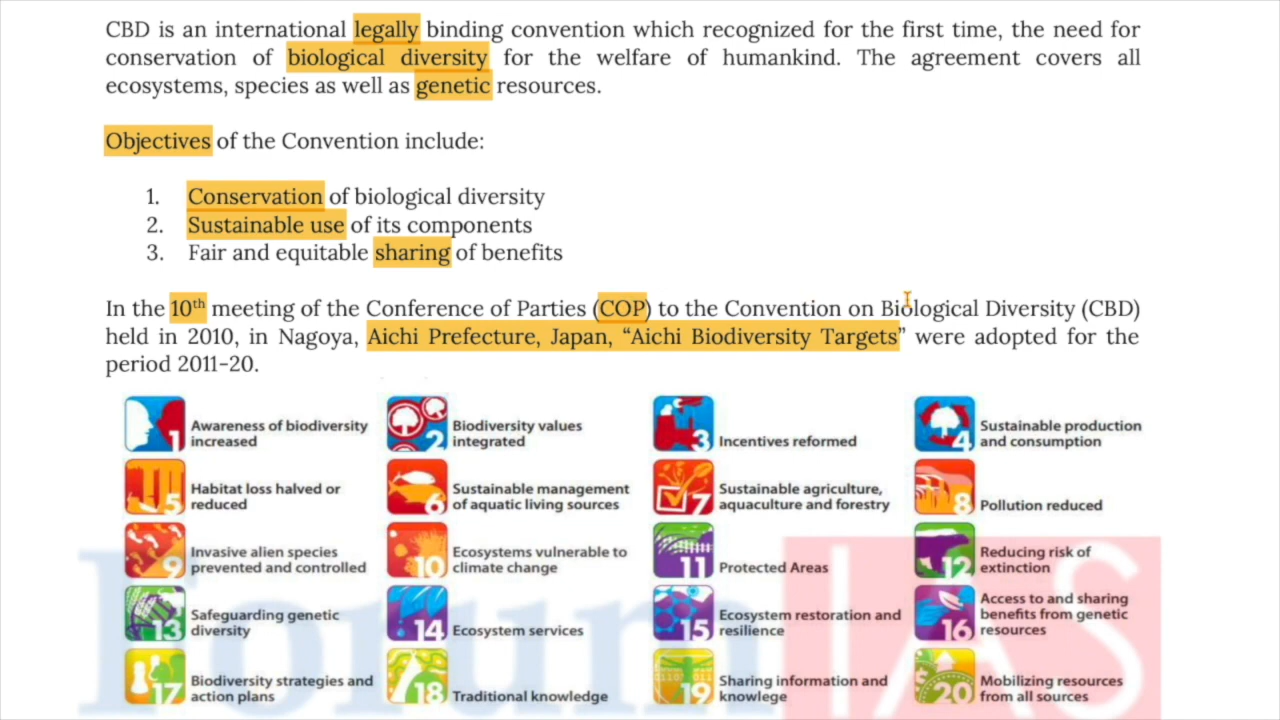 CBD is an international legally binding convention which recognized for the first time, the need for
conservation of biological diversity for the welfare of humankind. The agreement covers all
ecosystems, species as well as genetic resources.
Objectives of the Convention include:
1. Conservation of biological diversity
2. Sustainable use of its components
3. Fair and equitable sharing of benefits
In the 10th meeting of the Conference of Parties (COP) to the Convention on Biological Diversity (CBD)
held in 2010, in Nagoya, Aichi Prefecture, Japan, “Aichi Biodiversity Targets” were adopted for the
period 2011-20.
1 Awareness of biodiversity
increased
2 Biodiversity values
integrated
3 Incentives reformed
4 Sustainable production
and consumption
5 Habitat loss halved or
reduced
6 Sustainable management
of aquatic living sources
7 Sustainable agriculture,
aquaculture and forestry
8 Pollution reduced
9 Invasive alien species
prevented and controlled
10 Ecosystems vulnerable to
climate change
11 Protected Areas
12 Reducing risk of
extinction
13 Safeguarding genetic
diversity
14 Ecosystem services
15 Ecosystem restoration and
resilience
16 Access to and sharing
benefits from genetic
resources
17 Biodiversity strategies and
action plans
18 Traditional knowledge
19 Sharing information and
knowlege
20 Mobilizing resources
from all sources
Forum IAS